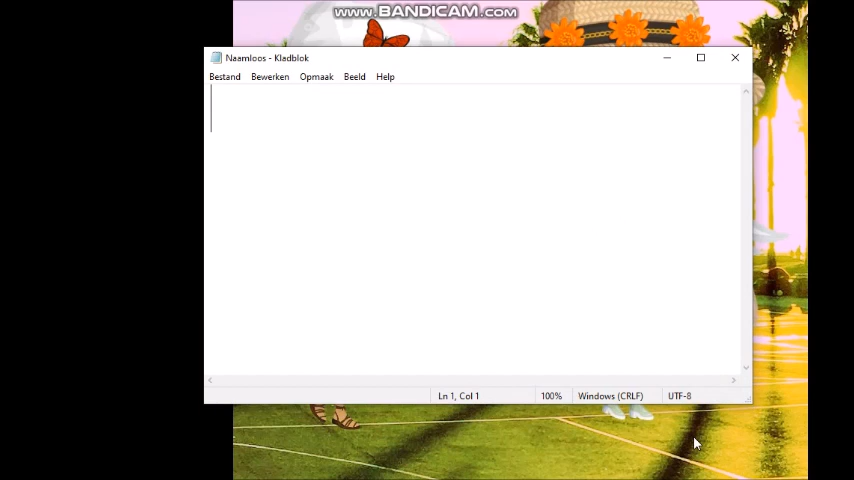 www.BANDICAM.com
Naamloos - Kladblok
Bestand Bewerken Opmaak Beeld Help
Ln 1, Col 1 100% Windows (CRLF) UTF-8